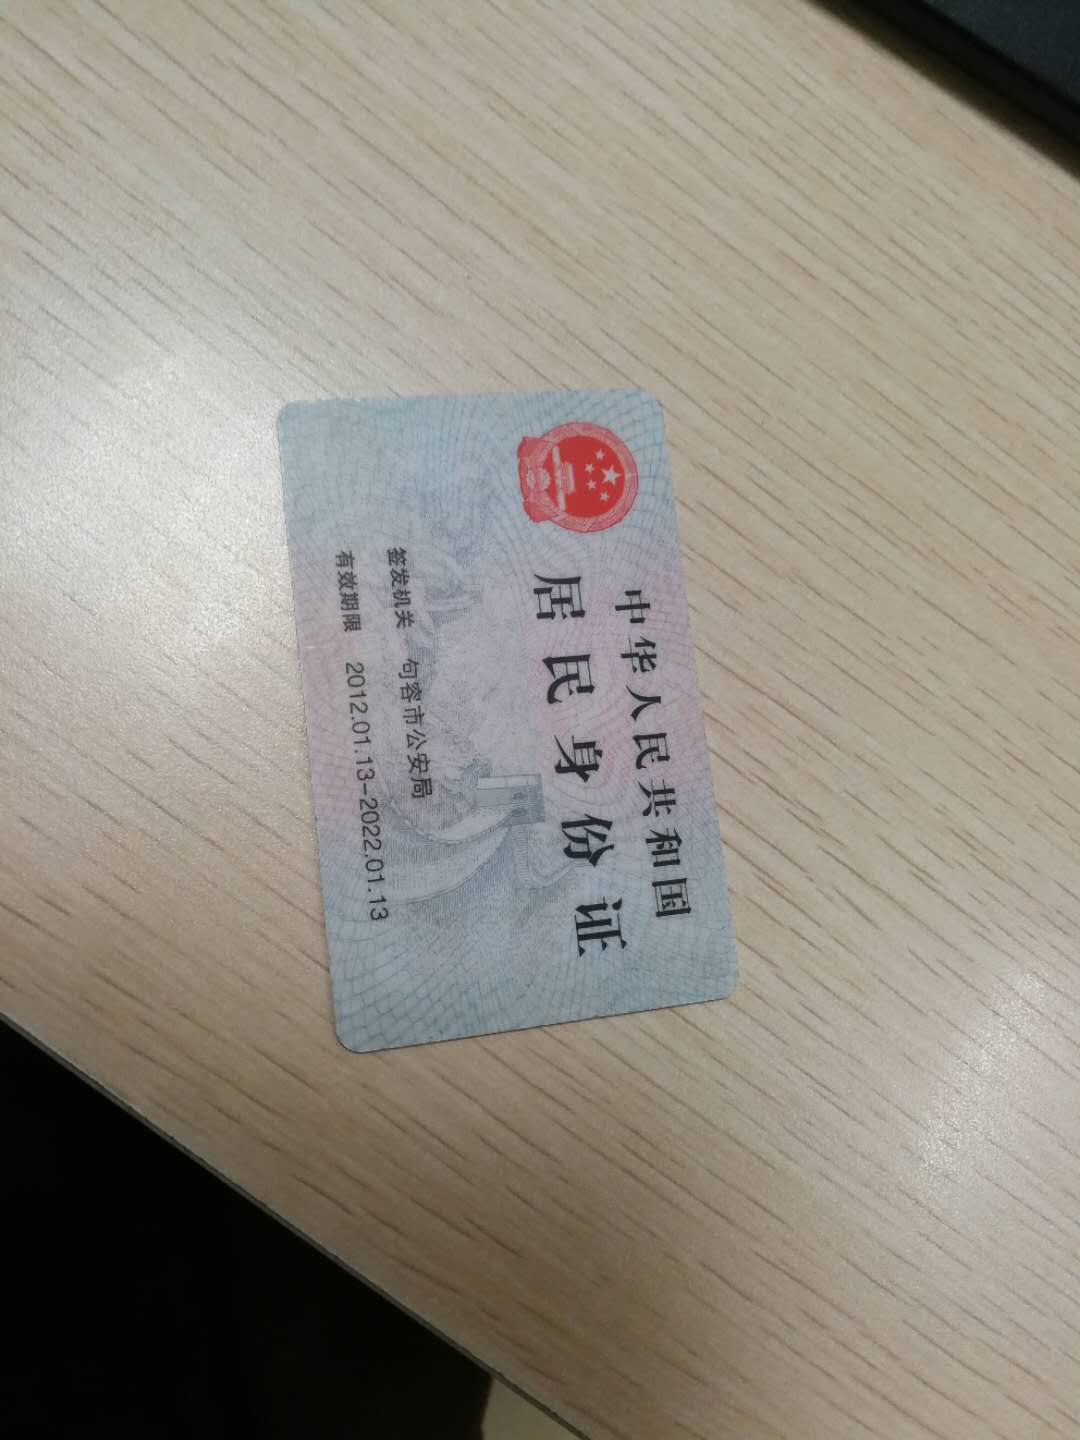 中华人民共和国
居民身份证
签发机关 句容市公安局
有效期限 2012.01.13-2022.01.13